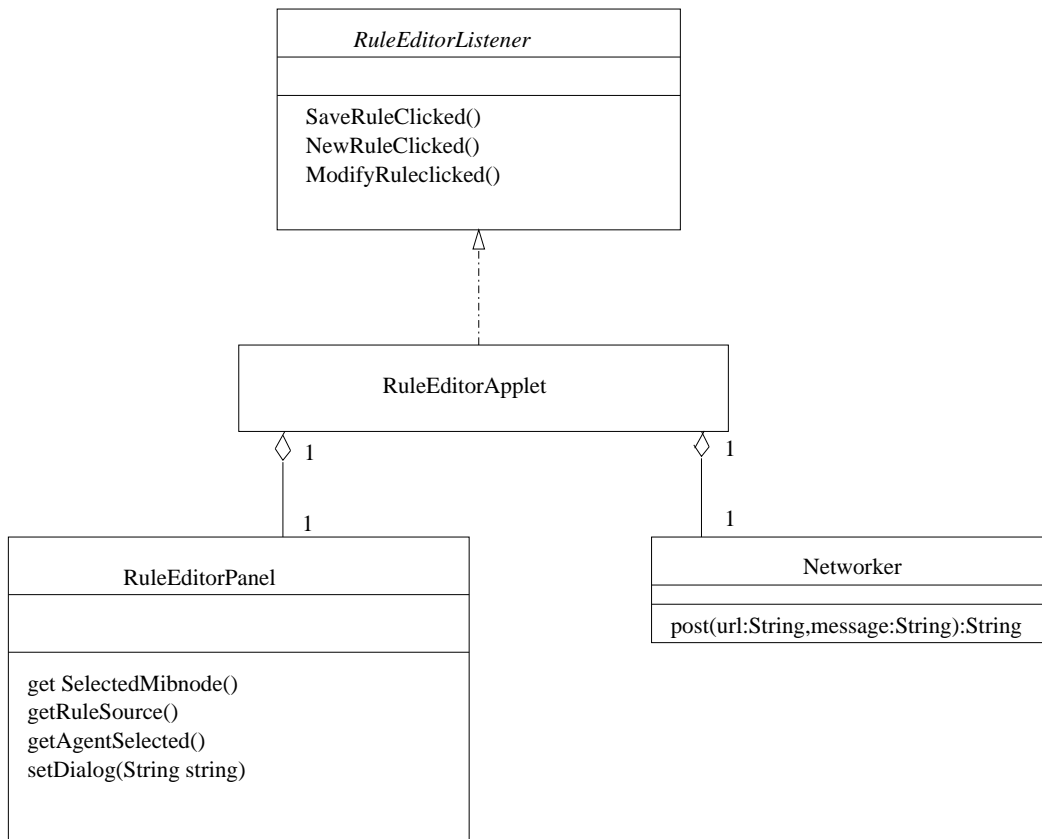 RuleEditorListener
SaveRuleClicked()
NewRuleClicked()
ModifyRuleclicked()
RuleEditorApplet
1
1
1
1
RuleEditorPanel
get SelectedMibnode()
getRuleSource()
getAgentSelected()
setDialog(String string)
Networker
post(url:String,message:String):String